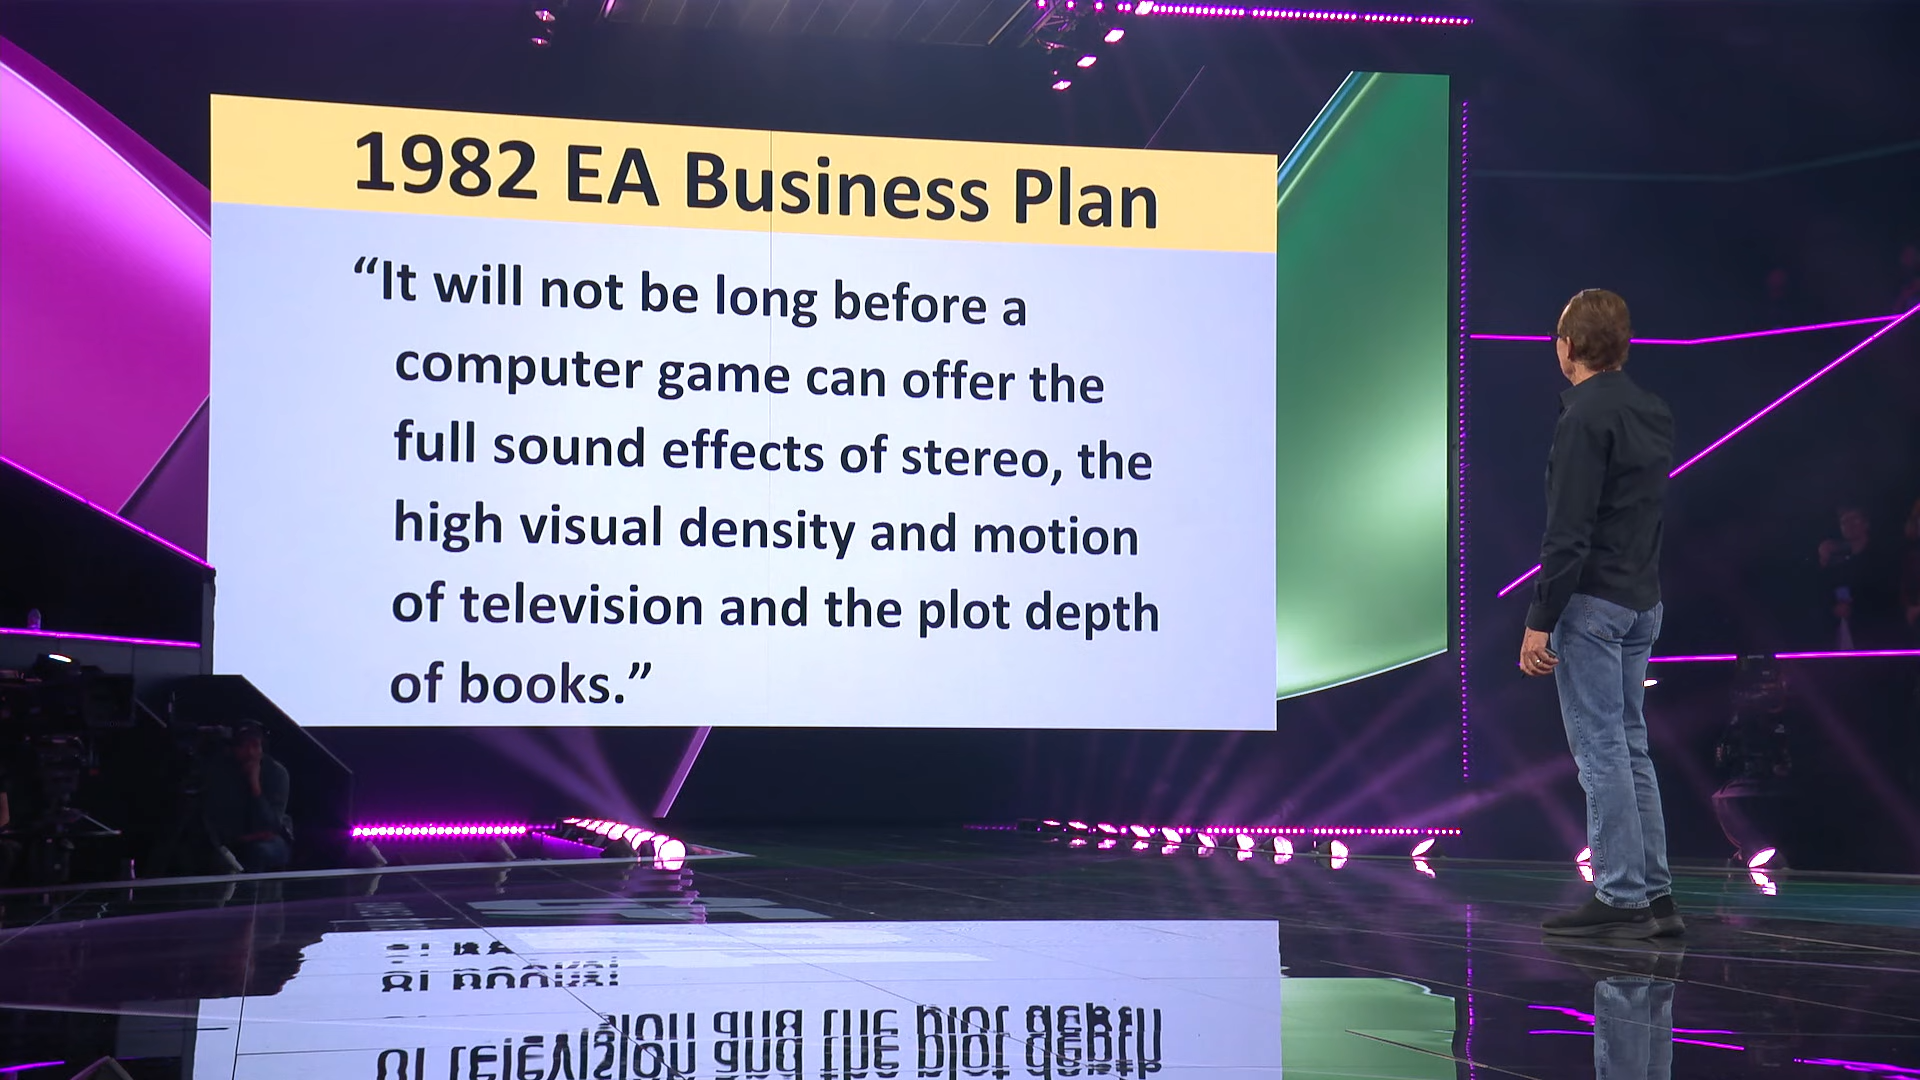 1982 EA Business Plan
“It will not be long before a
computer game can offer the
full sound effects of stereo, the
high visual density and motion
of television and the plot depth
of books.”